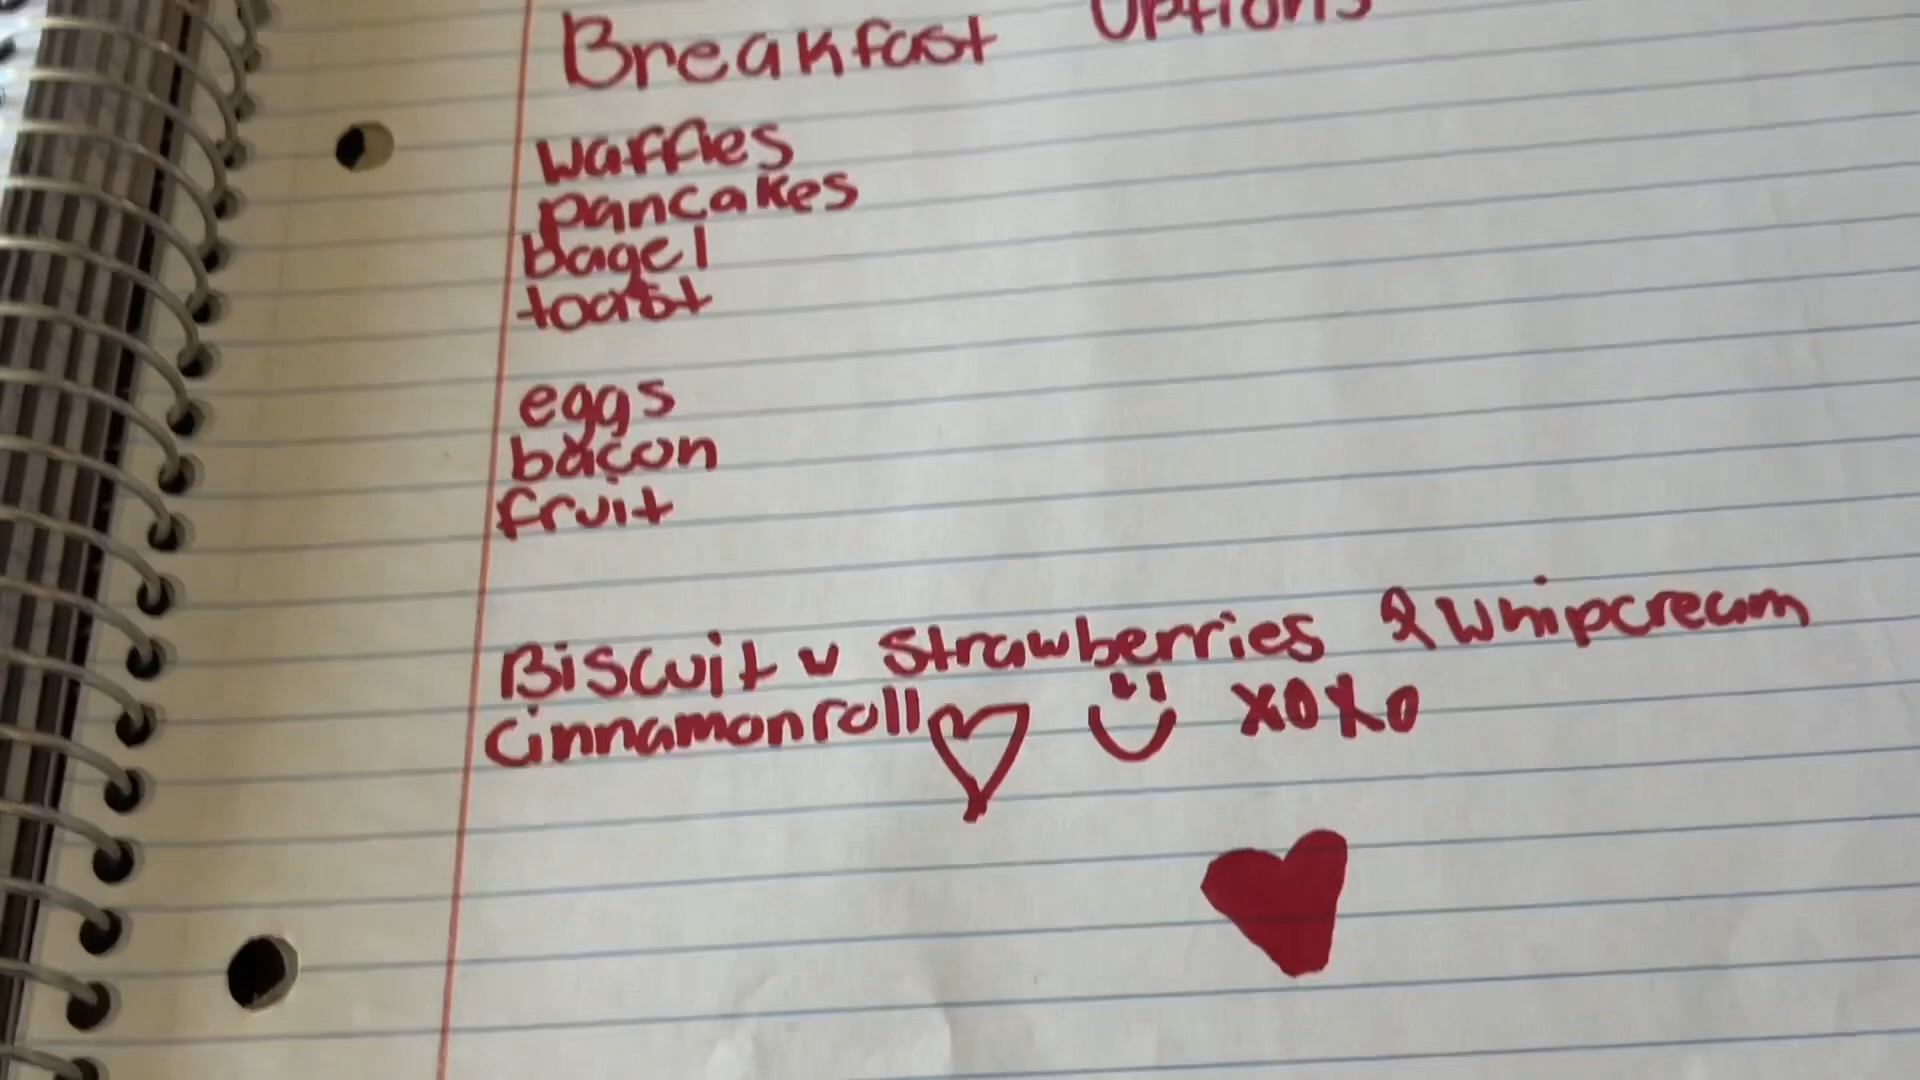 Breakfast Options
waffles
pancakes
bagel
toast
eggs
bacon
fruit
Biscuit w strawberries & whipcream
cinnamonroll xoxo